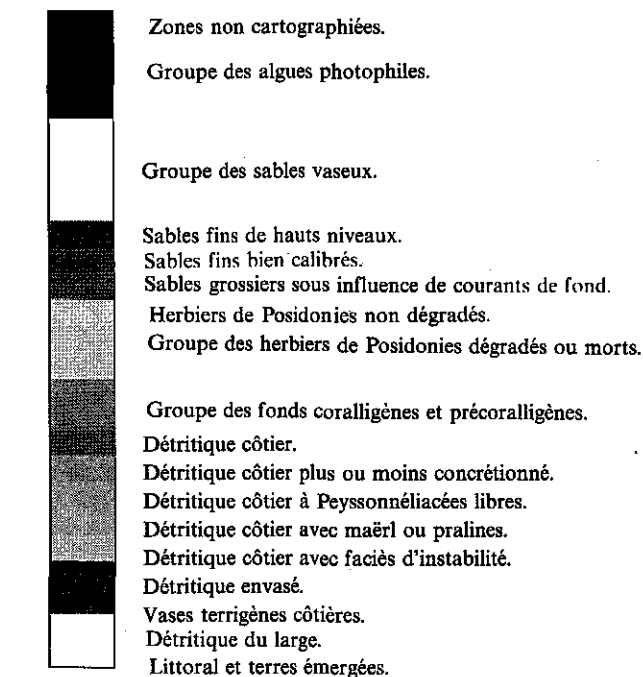 Zones non cartographiées.
Groupe des algues photophiles.
Groupe des sables vaseux.
Sables fins de hauts niveaux.
Sables fins bien calibrés.
Sables grossiers sous influence de courants de fond.
Herbiers de Posidonies non dégradés.
Groupe des herbiers de Posidonies dégradés ou morts.
Groupe des fonds coralligènes et précoralligènes.
Détritique côtier.
Détritique côtier plus ou moins concrétionné.
Détritique côtier à Peyssonnéliacées libres.
Détritique côtier avec maërl ou pralines.
Détritique côtier avec faciès d'instabilité.
Détritique envasé.
Vases terrigènes côtières.
Détritique du large.
Littoral et terres émergées.